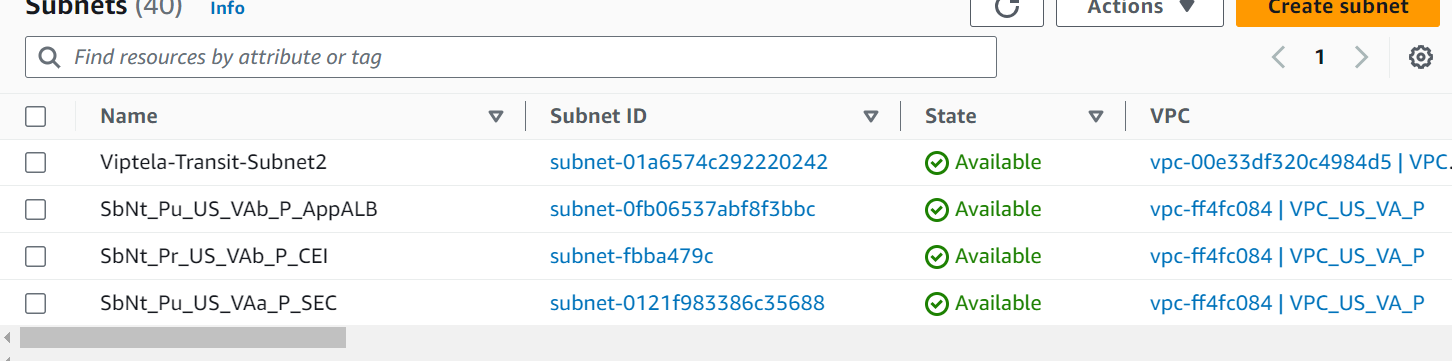 Subnets (40) Info Actions Create subnet
Find resources by attribute or tag 1
Name Subnet ID State VPC
Viptela-Transit-Subnet2 subnet-01a6574c292220242 Available vpc-00e33df320c4984d5 | VPC.
SbNt_Pu_US_VAb_P_AppALB subnet-0fb06537abf8f3bbc Available vpc-ff4fc084 | VPC_US_VA_P
SbNt_Pr_US_VAb_P_CEI subnet-fbba479c Available vpc-ff4fc084 | VPC_US_VA_P
SbNt_Pu_US_VAa_P_SEC subnet-0121f983386c35688 Available vpc-ff4fc084 | VPC_US_VA_P